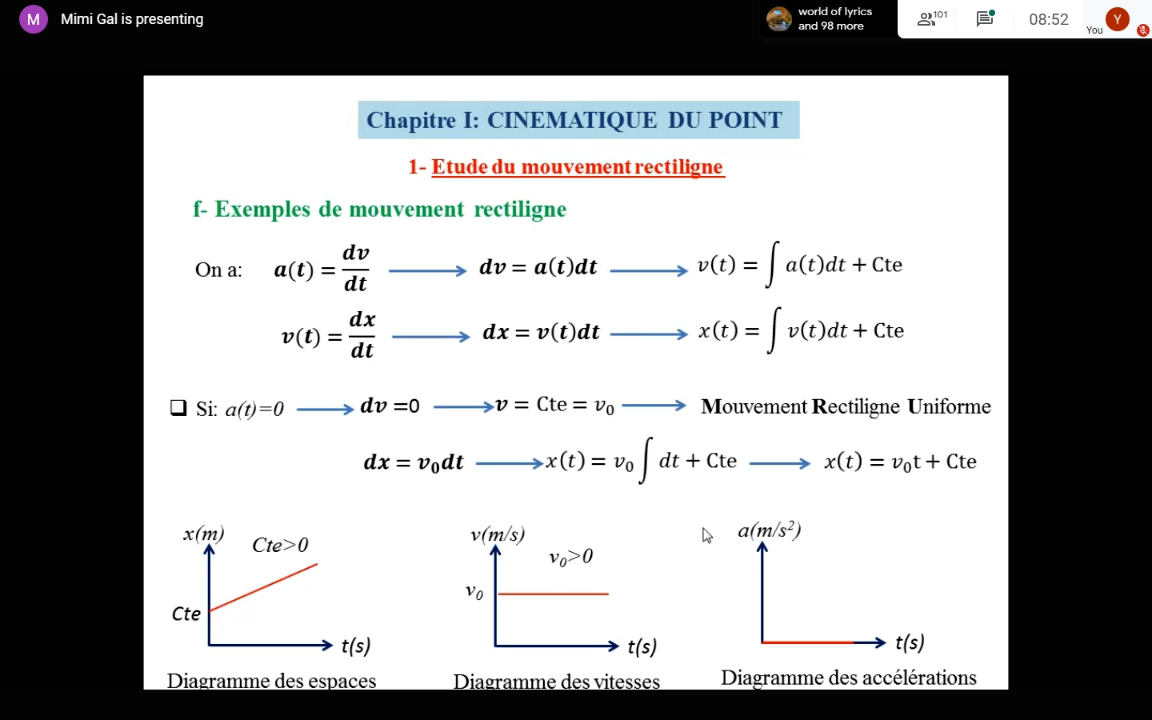 M Mimi Gal is presenting
world of lyrics
and 98 more
101
08:52
You
Y
Chapitre I: CINEMATIQUE DU POINT
1- Etude du mouvement rectiligne
f- Exemples de mouvement rectiligne
On a: a(t) = dv/dt dv = a(t)dt v(t) = ∫ a(t)dt + Cte
v(t) = dx/dt dx = v(t)dt x(t) = ∫ v(t)dt + Cte
Si: a(t)=0 dv =0 v = Cte = v₀ Mouvement Rectiligne Uniforme
dx = v₀dt x(t) = v₀ ∫ dt + Cte x(t) = v₀t + Cte
x(m) Cte>0
Cte
t(s)
Diagramme des espaces
v(m/s)
v₀>0
v₀
t(s)
Diagramme des vitesses
a(m/s²)
t(s)
Diagramme des accélérations